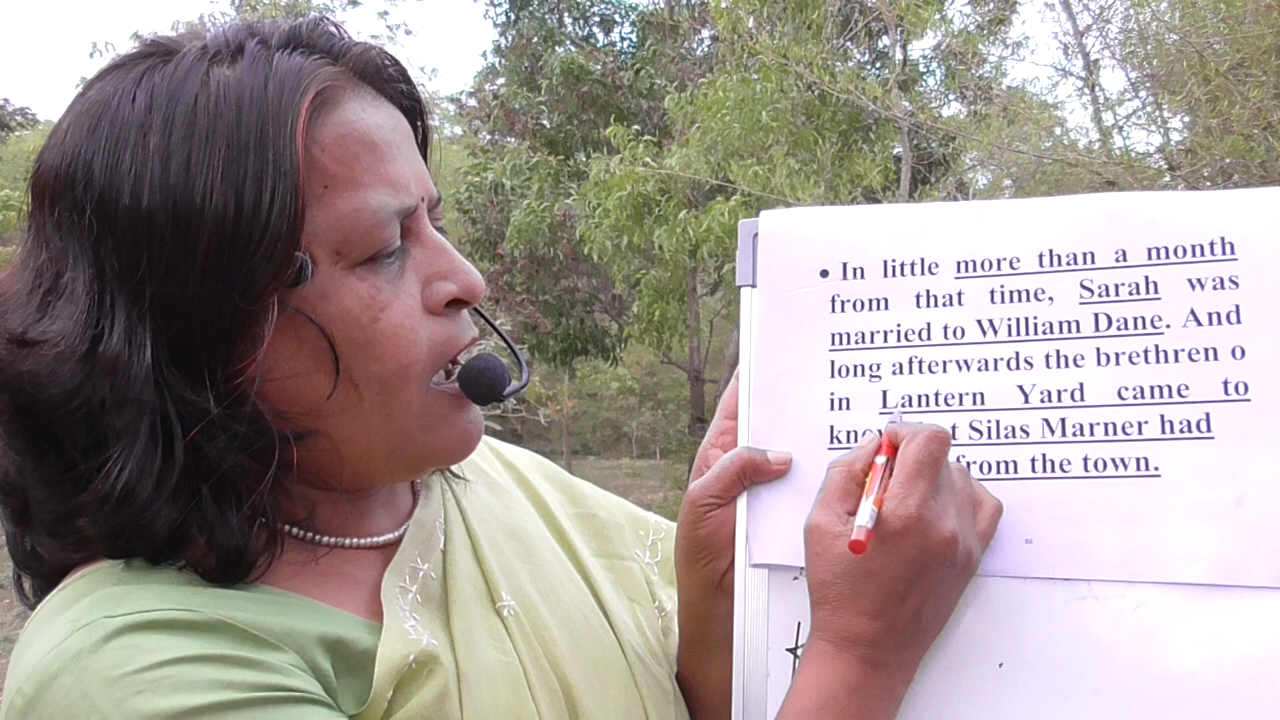 • In little more than a month
from that time, Sarah was
married to William Dane. And
long afterwards the brethren o
in Lantern Yard came to
Silas Marner had
from the town.